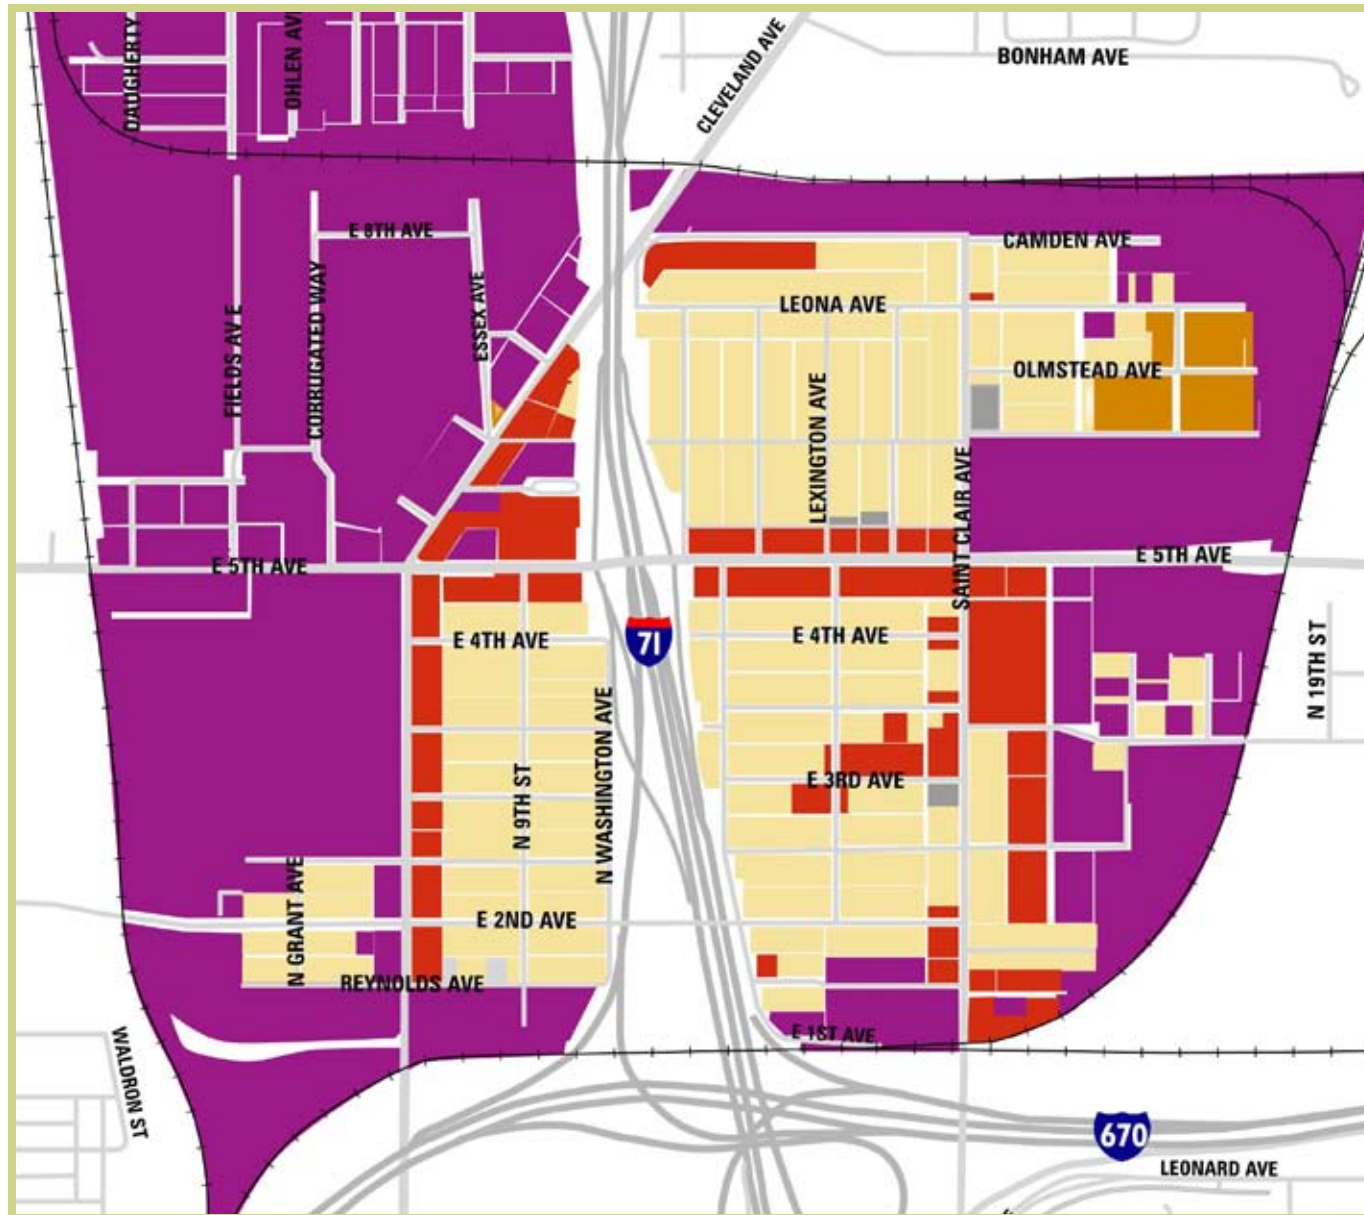 DAUGHERTY
OHLEN AVE
CLEVELAND AVE
BONHAM AVE
E 8TH AVE
CAMDEN AVE
LEONA AVE
FIELDS AV E
CORRUGATED WAY
ESSEX AVE
OLMSTEAD AVE
LEXINGTON AVE
SAINT CLAIR AVE
E 5TH AVE
E 5TH AVE
E 4TH AVE
71
E 4TH AVE
N 19TH ST
N WASHINGTON AVE
N 9TH ST
E 3RD AVE
N GRANT AVE
E 2ND AVE
REYNOLDS AVE
E 1ST AVE
WALDRON ST
670
LEONARD AVE